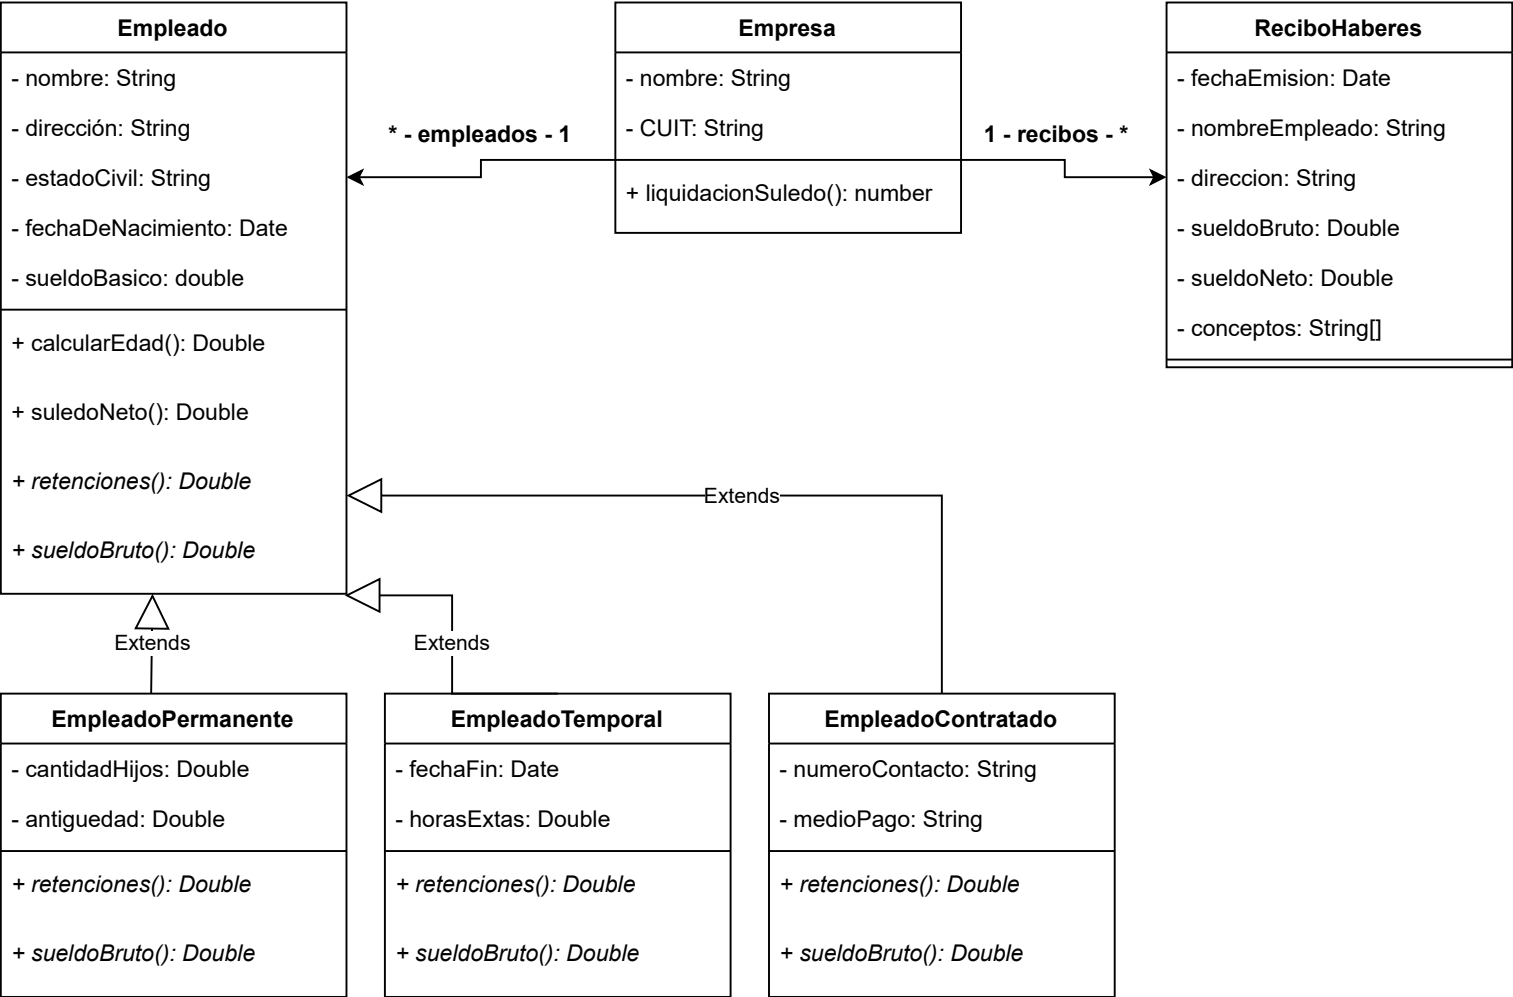 Empleado
- nombre: String
- dirección: String
- estadoCivil: String
- fechaDeNacimiento: Date
- sueldoBasico: double
+ calcularEdad(): Double
+ suledoNeto(): Double
+ retenciones(): Double
+ sueldoBruto(): Double
* - empleados - 1
Empresa
- nombre: String
- CUIT: String
+ liquidacionSuledo(): number
1 - recibos - *
ReciboHaberes
- fechaEmision: Date
- nombreEmpleado: String
- direccion: String
- sueldoBruto: Double
- sueldoNeto: Double
- conceptos: String[]
Extends
Extends
Extends
EmpleadoPermanente
- cantidadHijos: Double
- antiguedad: Double
+ retenciones(): Double
+ sueldoBruto(): Double
EmpleadoTemporal
- fechaFin: Date
- horasExtas: Double
+ retenciones(): Double
+ sueldoBruto(): Double
EmpleadoContratado
- numeroContacto: String
- medioPago: String
+ retenciones(): Double
+ sueldoBruto(): Double